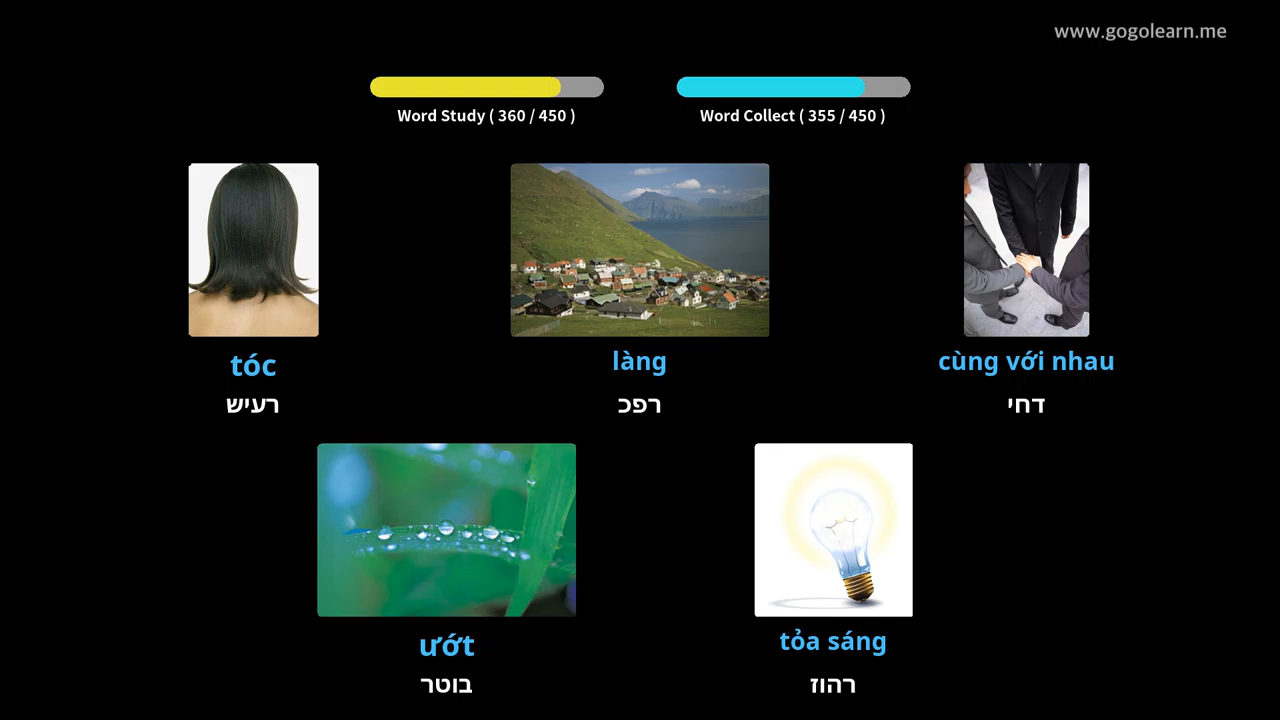 www.gogolearn.me
Word Study ( 360 / 450 )
Word Collect ( 355 / 450 )
tóc
רעיש
làng
רפכ
cùng với nhau
דחי
ướt
בוטר
tỏa sáng
רהוז